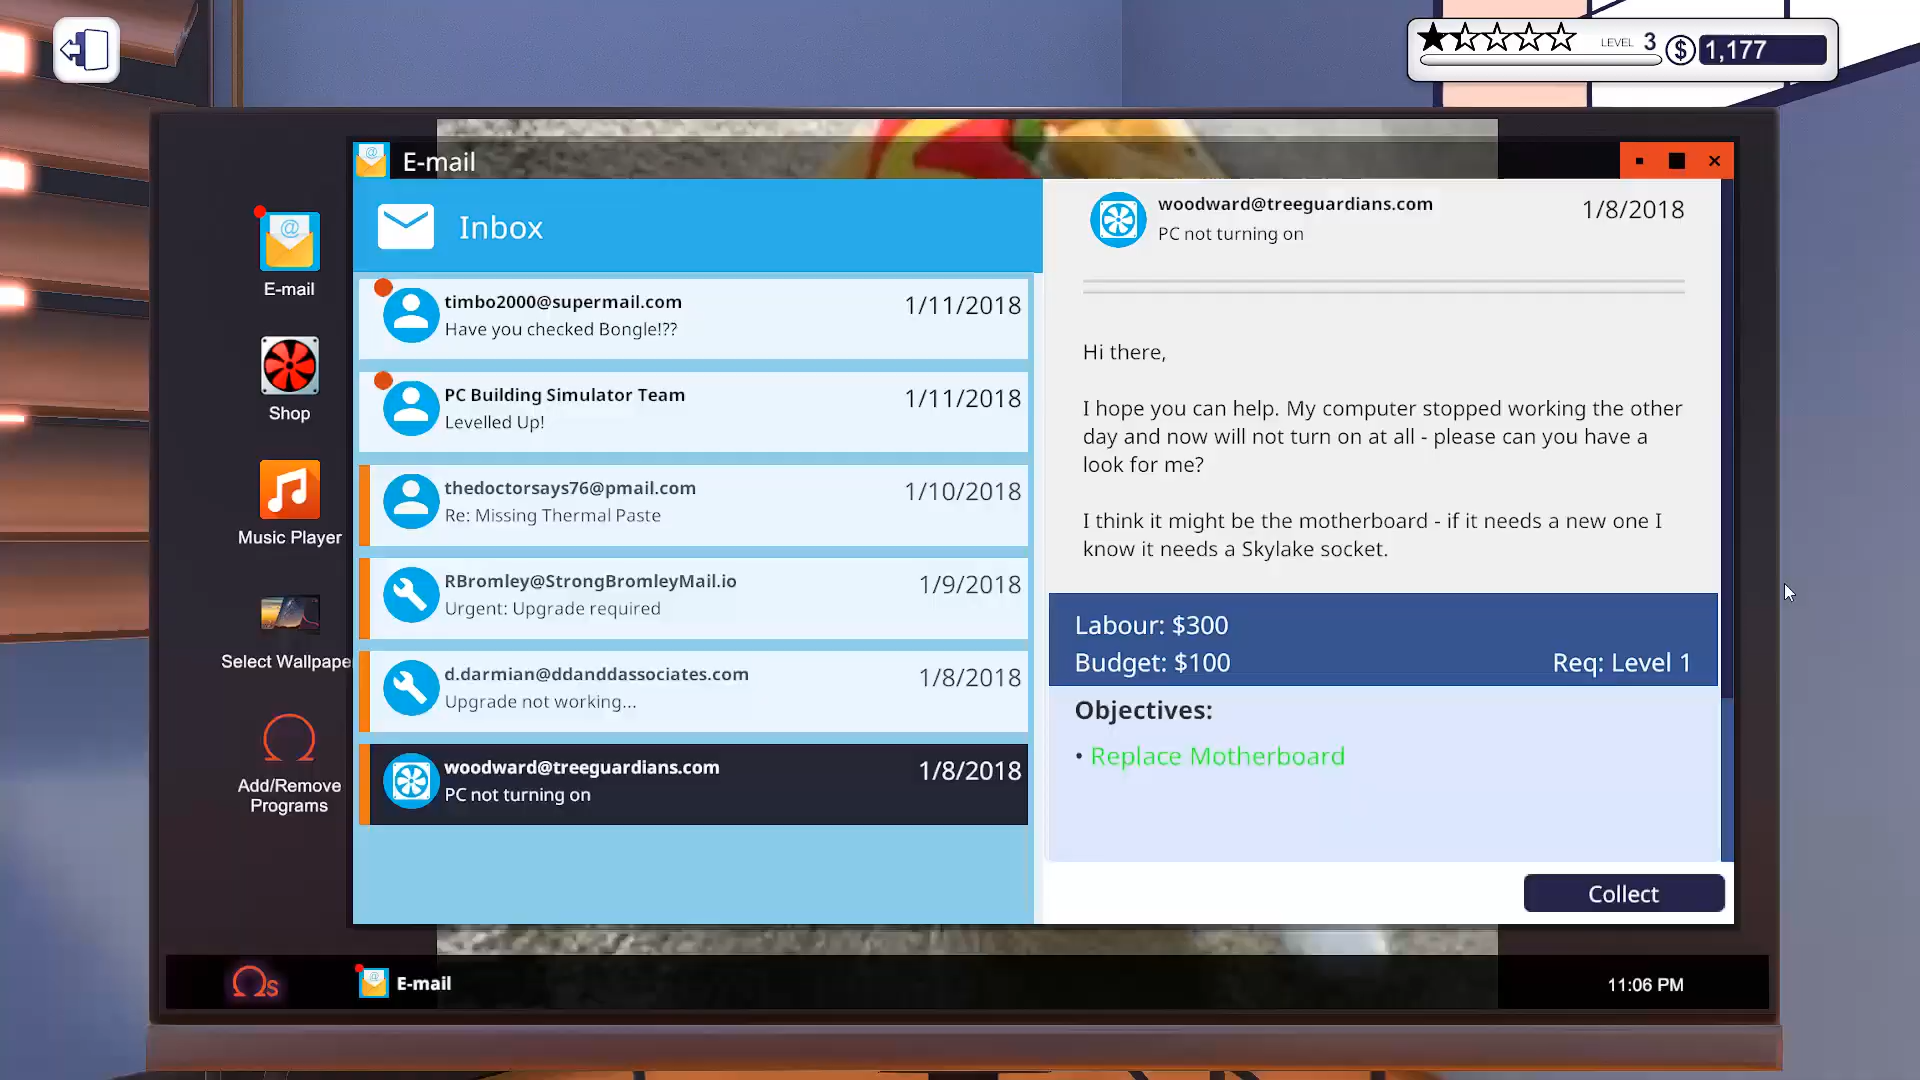 LEVEL 3 $ 1,177
E-mail
Inbox
timbo2000@supermail.com 1/11/2018
Have you checked Bongle!??
PC Building Simulator Team 1/11/2018
Levelled Up!
thedoctorsays76@pmail.com 1/10/2018
Re: Missing Thermal Paste
RBromley@StrongBromleyMail.io 1/9/2018
Urgent: Upgrade required
d.darmian@ddanddassociates.com 1/8/2018
Upgrade not working...
woodward@treeguardians.com 1/8/2018
PC not turning on
woodward@treeguardians.com 1/8/2018
PC not turning on
Hi there,
I hope you can help. My computer stopped working the other
day and now will not turn on at all - please can you have a
look for me?
I think it might be the motherboard - if it needs a new one I
know it needs a Skylake socket.
Labour: $300
Budget: $100 Req: Level 1
Objectives:
• Replace Motherboard
Collect
E-mail
Shop
Music Player
Select Wallpape
Add/Remove
Programs
Ωs
E-mail
11:06 PM